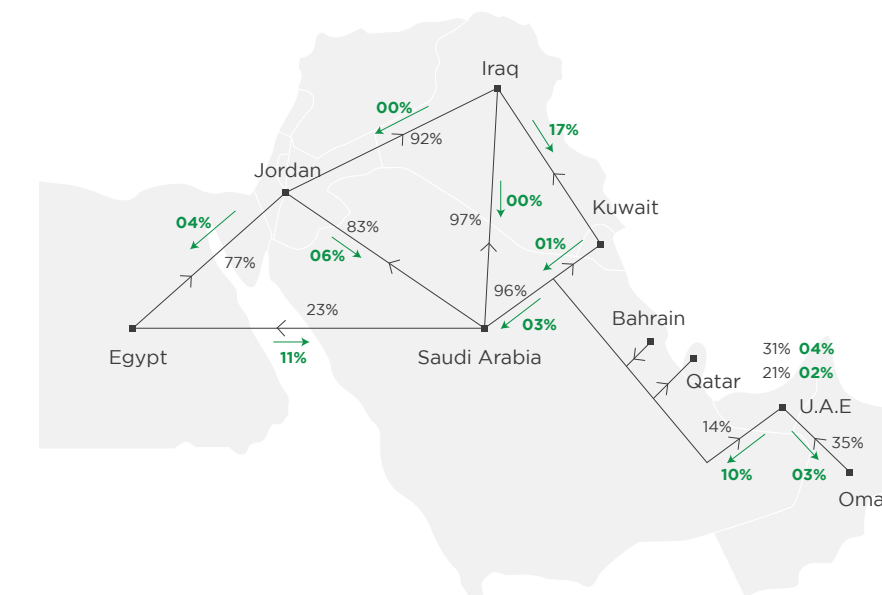 Iraq
00%
92%
17%
Jordan
00%
Kuwait
04%
83%
97%
01%
06%
77%
96%
23%
03%
Bahrain
Egypt
11%
Saudi Arabia
31% 04%
21% 02%
Qatar
U.A.E
14%
35%
10%
03%
Oma